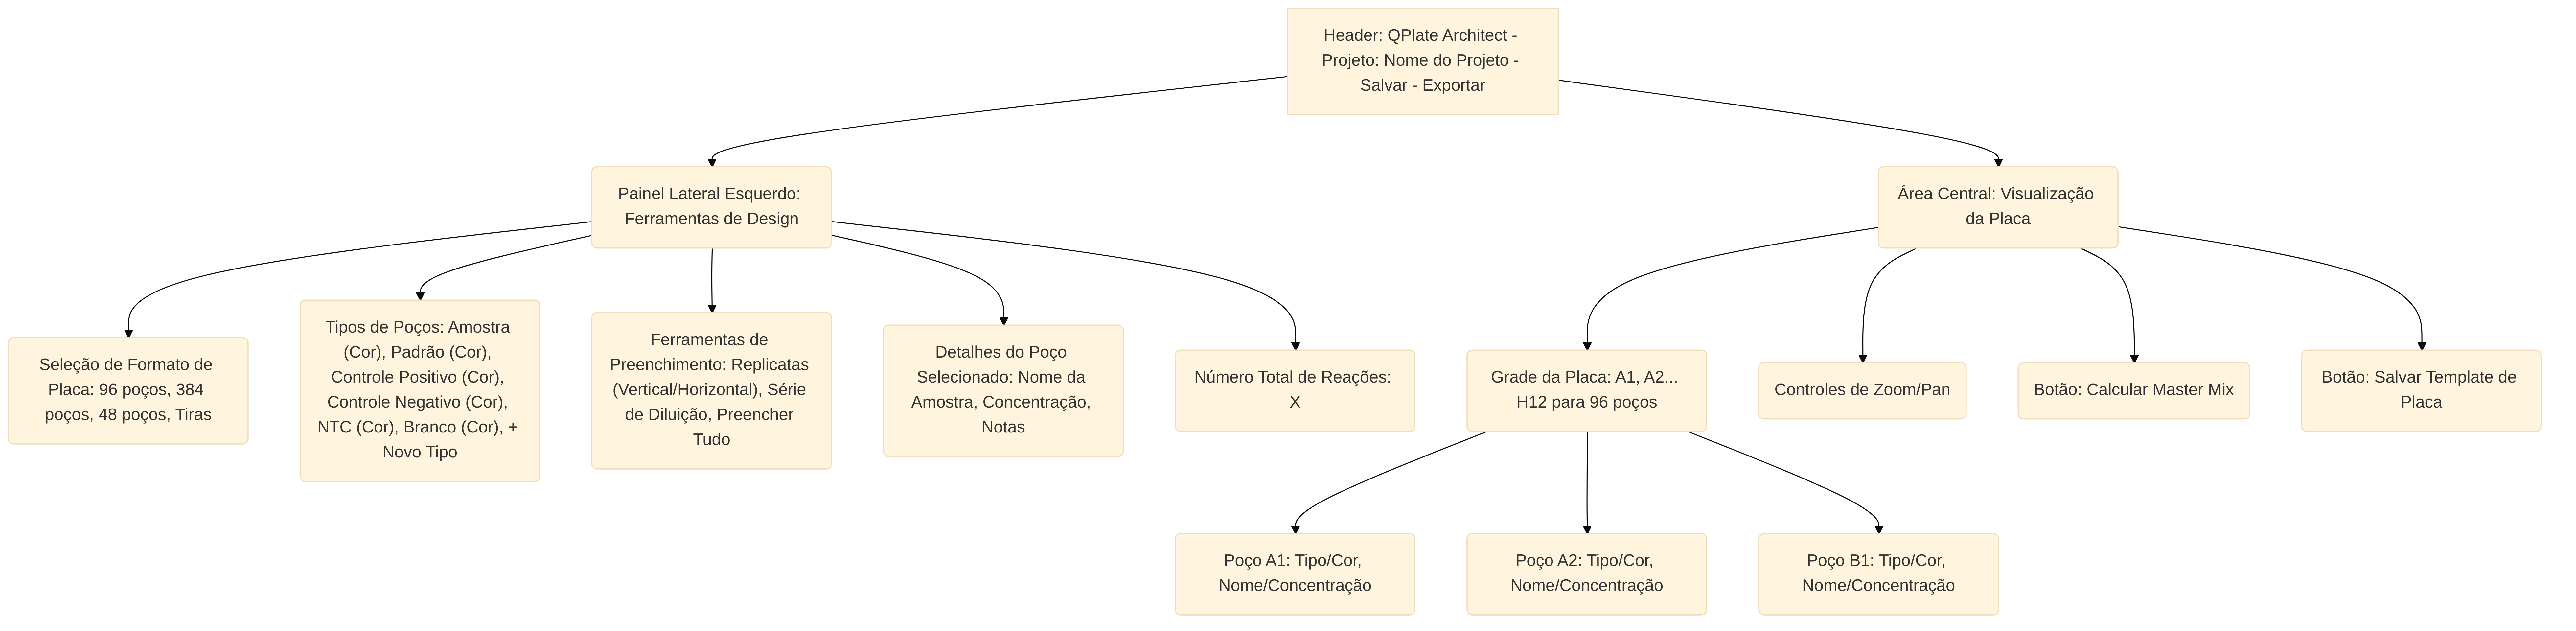 Header: QPlate Architect -
Projeto: Nome do Projeto -
Salvar - Exportar
Painel Lateral Esquerdo:
Ferramentas de Design
Área Central: Visualização
da Placa
Seleção de Formato de
Placa: 96 poços, 384
poços, 48 poços, Tiras
Tipos de Poços: Amostra
(Cor), Padrão (Cor),
Controle Positivo (Cor),
Controle Negativo (Cor),
NTC (Cor), Branco (Cor), +
Novo Tipo
Ferramentas de
Preenchimento: Replicatas
(Vertical/Horizontal), Série
de Diluição, Preencher
Tudo
Detalhes do Poço
Selecionado: Nome da
Amostra, Concentração,
Notas
Número Total de Reações:
X
Grade da Placa: A1, A2...
H12 para 96 poços
Controles de Zoom/Pan
Botão: Calcular Master Mix
Botão: Salvar Template de
Placa
Poço A1: Tipo/Cor,
Nome/Concentração
Poço A2: Tipo/Cor,
Nome/Concentração
Poço B1: Tipo/Cor,
Nome/Concentração